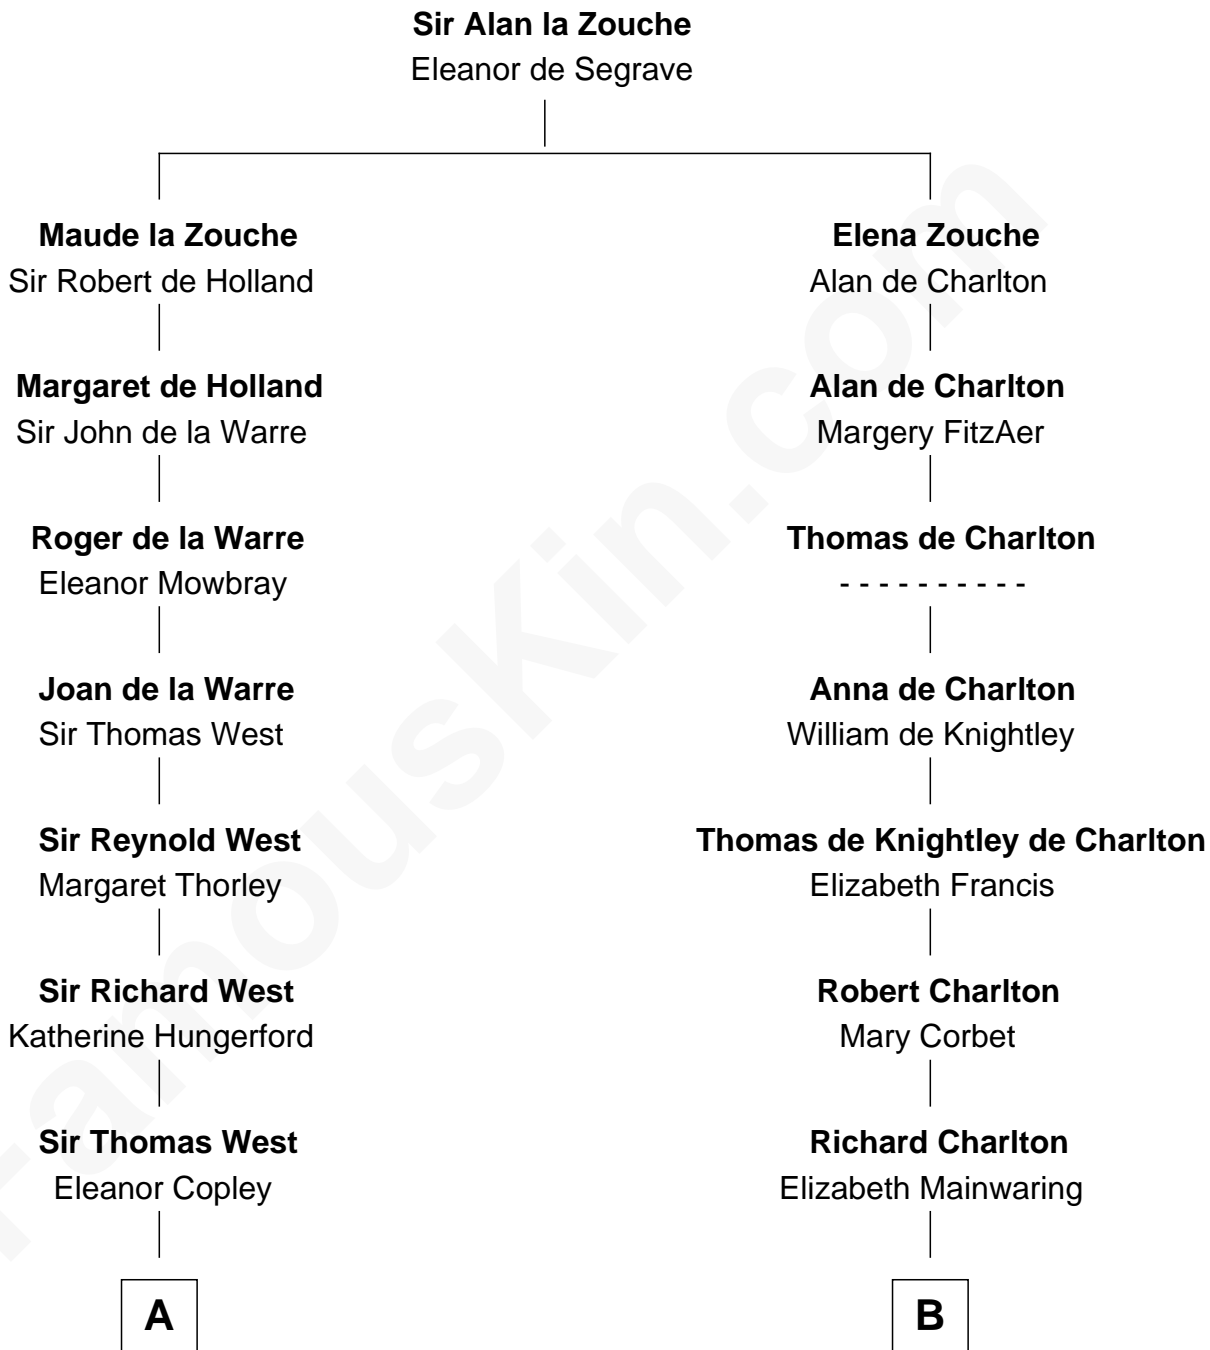 Sir Alan la Zouche
Eleanor de Segrave
Maude la Zouche
Sir Robert de Holland
Elena Zouche
Alan de Charlton
Margaret de Holland
Sir John de la Warre
Alan de Charlton
Margery FitzAer
Roger de la Warre
Eleanor Mowbray
Thomas de Charlton
- - - - - - - - - -
Joan de la Warre
Sir Thomas West
Anna de Charlton
William de Knightley
Sir Reynold West
Margaret Thorley
Thomas de Knightley de Charlton
Elizabeth Francis
Sir Richard West
Katherine Hungerford
Robert Charlton
Mary Corbet
Sir Thomas West
Eleanor Copley
Richard Charlton
Elizabeth Mainwaring
A
B
FamousKin.com